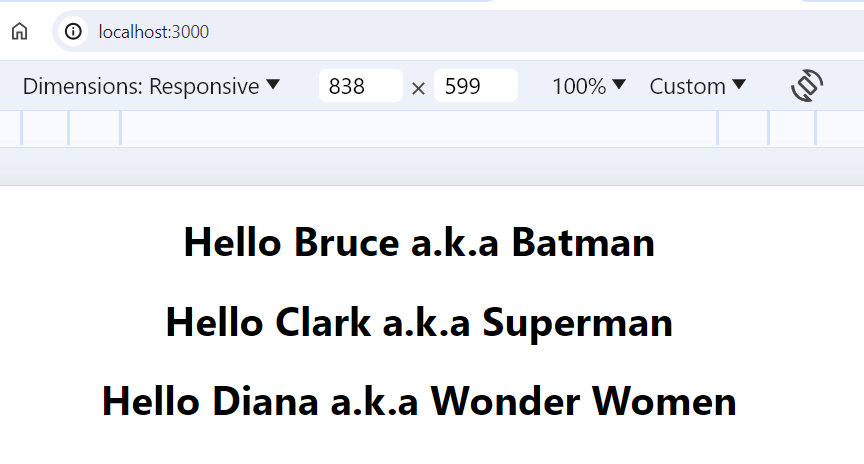 localhost:3000
Dimensions: Responsive 838 × 599 100% Custom
Hello Bruce a.k.a Batman
Hello Clark a.k.a Superman
Hello Diana a.k.a Wonder Women